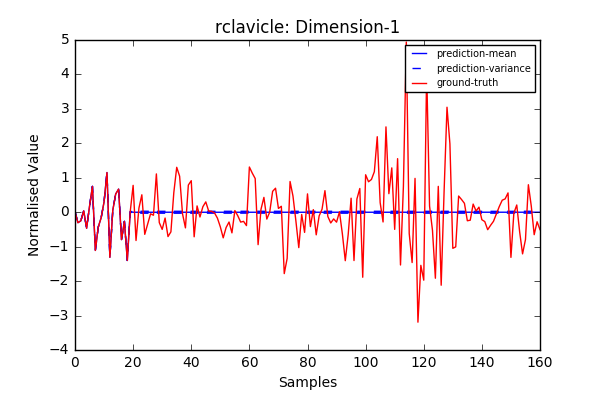 rclavicle: Dimension-1
5
4
3
2
1
0
−1
−2
−3
−4
Normalised Value
prediction-mean
prediction-variance
ground-truth
0 20 40 60 80 100 120 140 160
Samples